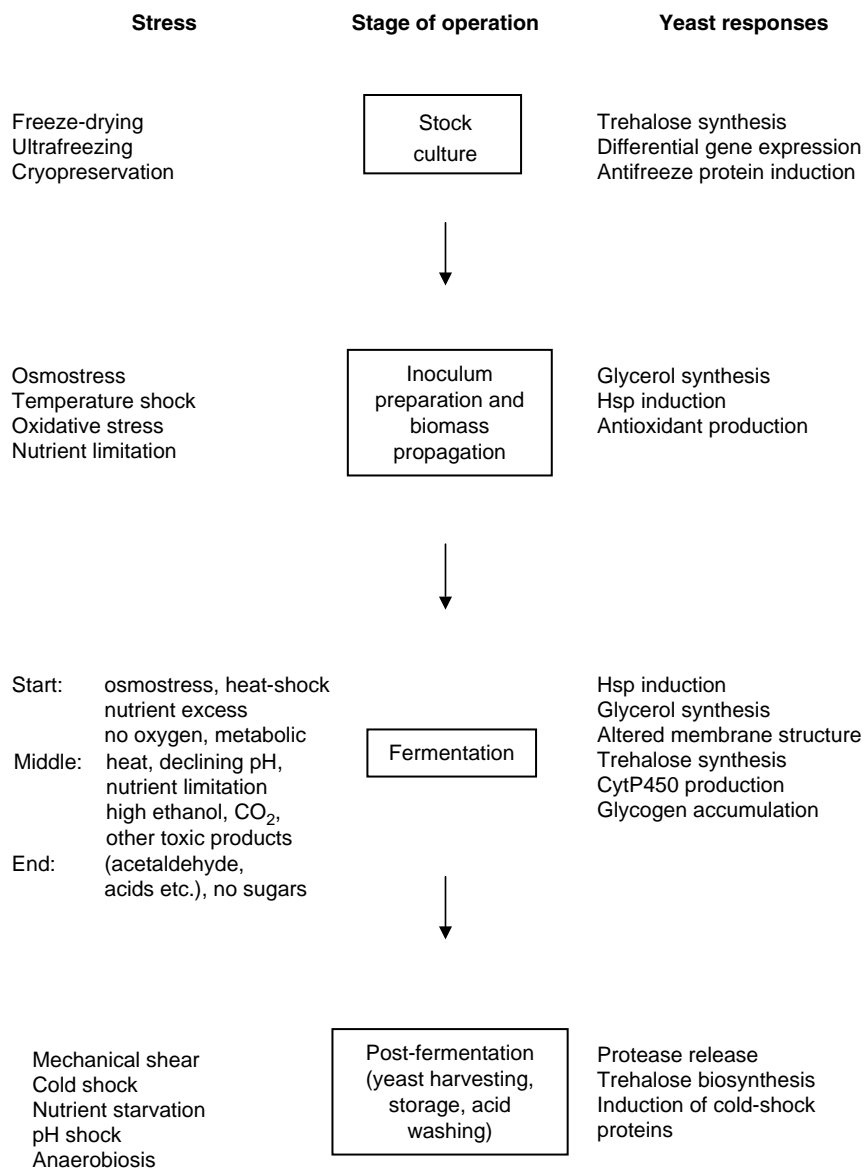 Stress
Stage of operation
Yeast responses
Freeze-drying
Ultrafreezing
Cryopreservation
Stock
culture
Trehalose synthesis
Differential gene expression
Antifreeze protein induction
Osmostress
Temperature shock
Oxidative stress
Nutrient limitation
Inoculum
preparation and
biomass
propagation
Glycerol synthesis
Hsp induction
Antioxidant production
Start: osmostress, heat-shock
nutrient excess
no oxygen, metabolic
Middle: heat, declining pH,
nutrient limitation
high ethanol, CO₂,
other toxic products
End: (acetaldehyde,
acids etc.), no sugars
Fermentation
Hsp induction
Glycerol synthesis
Altered membrane structure
Trehalose synthesis
CytP450 production
Glycogen accumulation
Mechanical shear
Cold shock
Nutrient starvation
pH shock
Anaerobiosis
Post-fermentation
(yeast harvesting,
storage, acid
washing)
Protease release
Trehalose biosynthesis
Induction of cold-shock
proteins